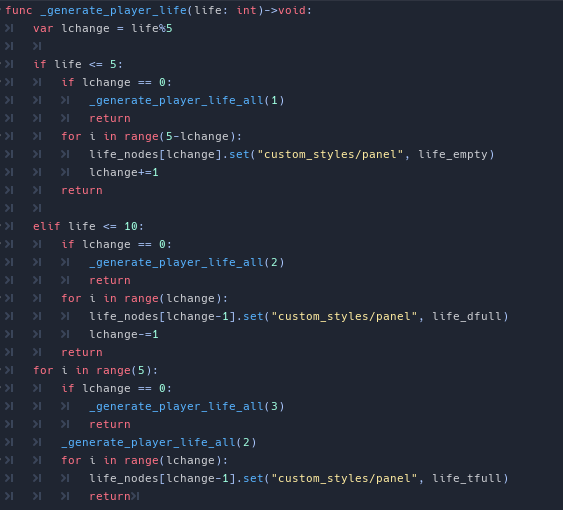 func _generate_player_life(life: int)->void:
	var lchange = life%5
	
	if life <= 5:
		if lchange == 0:
			_generate_player_life_all(1)
			return
		for i in range(5-lchange):
			life_nodes[lchange].set("custom_styles/panel", life_empty)
			lchange+=1
		return
	
	elif life <= 10:
		if lchange == 0:
			_generate_player_life_all(2)
			return
		for i in range(lchange):
			life_nodes[lchange-1].set("custom_styles/panel", life_dfull)
			lchange-=1
		return
	for i in range(5):
		if lchange == 0:
			_generate_player_life_all(3)
			return
		_generate_player_life_all(2)
		for i in range(lchange):
			life_nodes[lchange-1].set("custom_styles/panel", life_tfull)
			return